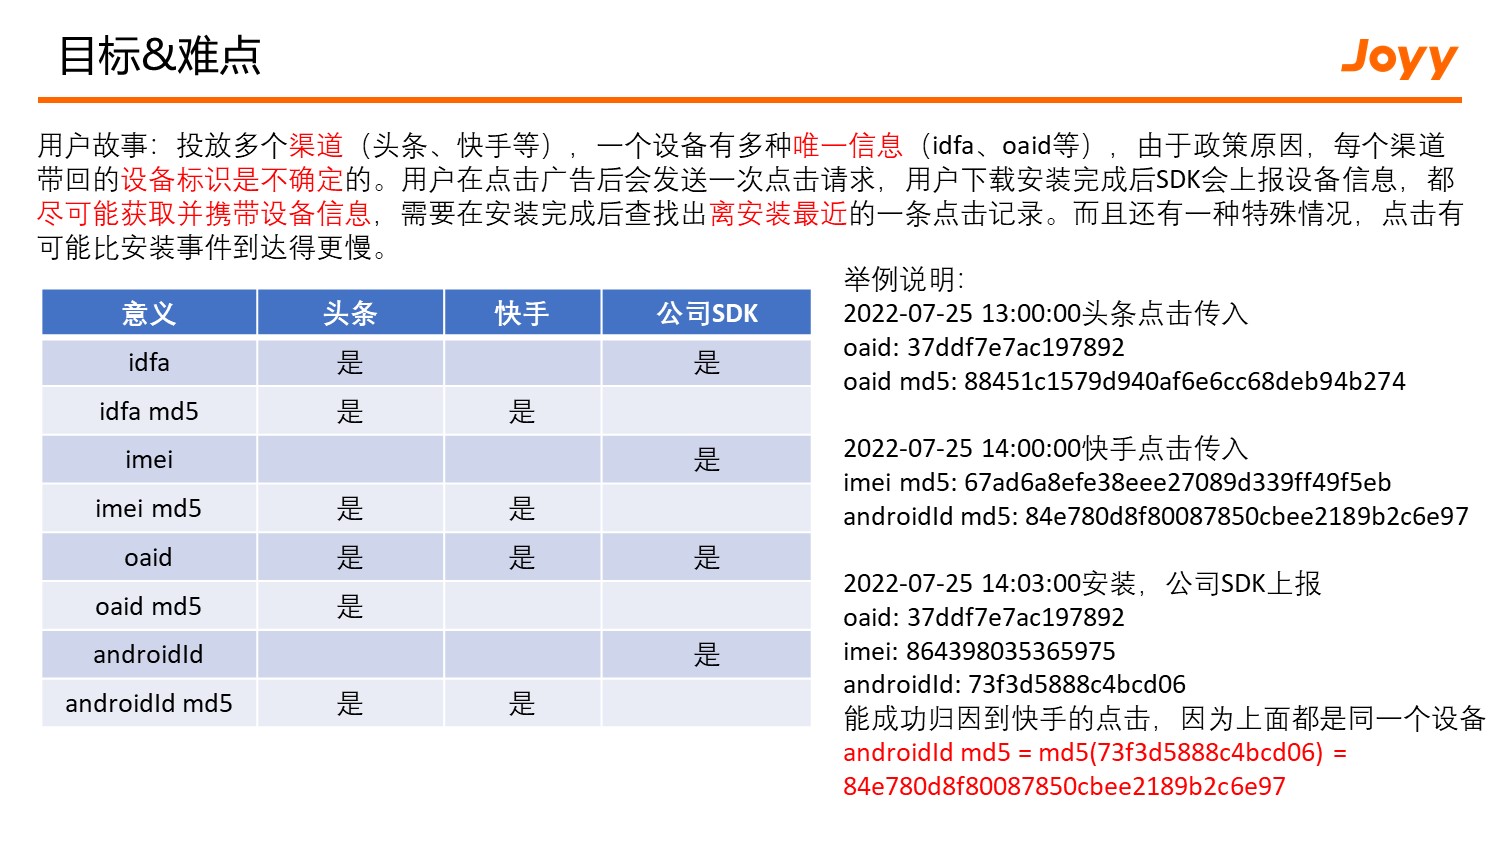 目标&难点
Joyy
用户故事：投放多个渠道（头条、快手等），一个设备有多种唯一信息（idfa、oaid等），由于政策原因，每个渠道
带回的设备标识是不确定的。用户在点击广告后会发送一次点击请求，用户下载安装完成后SDK会上报设备信息，都
尽可能获取并携带设备信息，需要在安装完成后查找出离安装最近的一条点击记录。而且还有一种特殊情况，点击有
可能比安装事件到达得更慢。
意义 头条 快手 公司SDK
idfa 是 是
idfa md5 是 是
imei 是
imei md5 是 是
oaid 是 是 是
oaid md5 是
androidId 是
androidId md5 是 是
举例说明：
2022-07-25 13:00:00头条点击传入
oaid: 37ddf7e7ac197892
oaid md5: 88451c1579d940af6e6cc68deb94b274
2022-07-25 14:00:00快手点击传入
imei md5: 67ad6a8efe38eee27089d339ff49f5eb
androidId md5: 84e780d8f80087850cbee2189b2c6e97
2022-07-25 14:03:00安装，公司SDK上报
oaid: 37ddf7e7ac197892
imei: 864398035365975
androidId: 73f3d5888c4bcd06
能成功归因到快手的点击，因为上面都是同一个设备
androidId md5 = md5(73f3d5888c4bcd06) =
84e780d8f80087850cbee2189b2c6e97